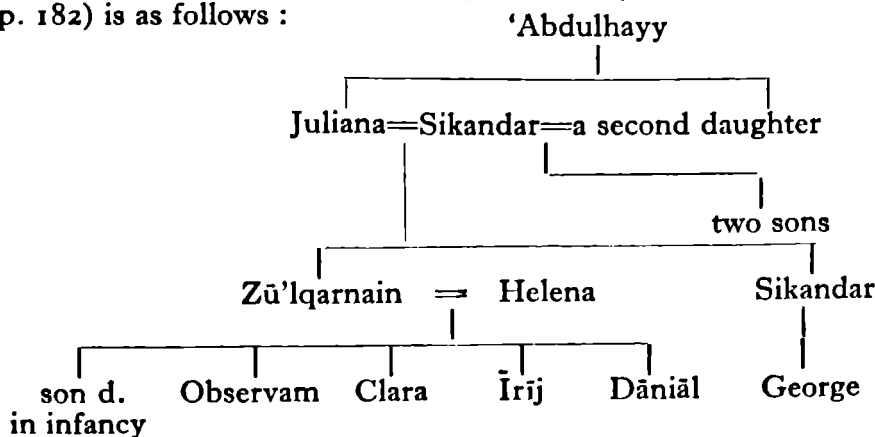 p. 182) is as follows :
‘Abdulhayy
Juliana=Sikandar=a second daughter
two sons
Zū’lqarnain = Helena Sikandar
son d. Observam Clara Īrīj Dāniāl George
in infancy